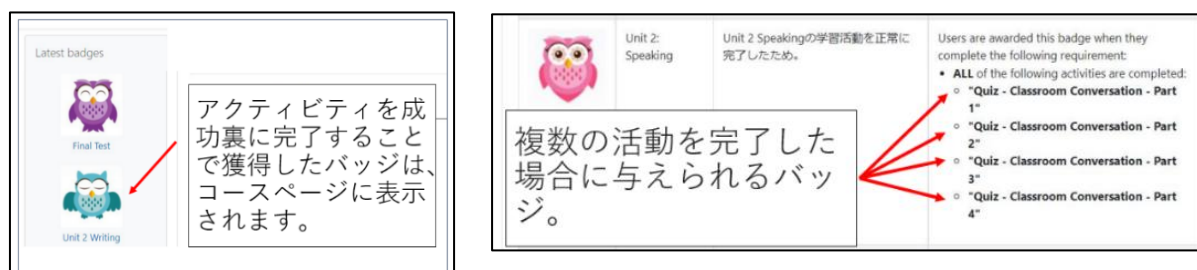 Latest badges
Final Test
Unit 2 Writing
アクティビティを成
功裏に完了すること
で獲得したバッジは、
コースページに表示
されます。
Unit 2:
Speaking
Unit 2 Speakingの学習活動を正常に
完了したため。
Users are awarded this badge when they
complete the following requirement:
• ALL of the following activities are completed:
○ "Quiz - Classroom Conversation - Part
1"
○ "Quiz - Classroom Conversation - Part
2"
○ "Quiz - Classroom Conversation - Part
3"
○ "Quiz - Classroom Conversation - Part
4"
複数の活動を完了した
場合に与えられるバッ
ジ。